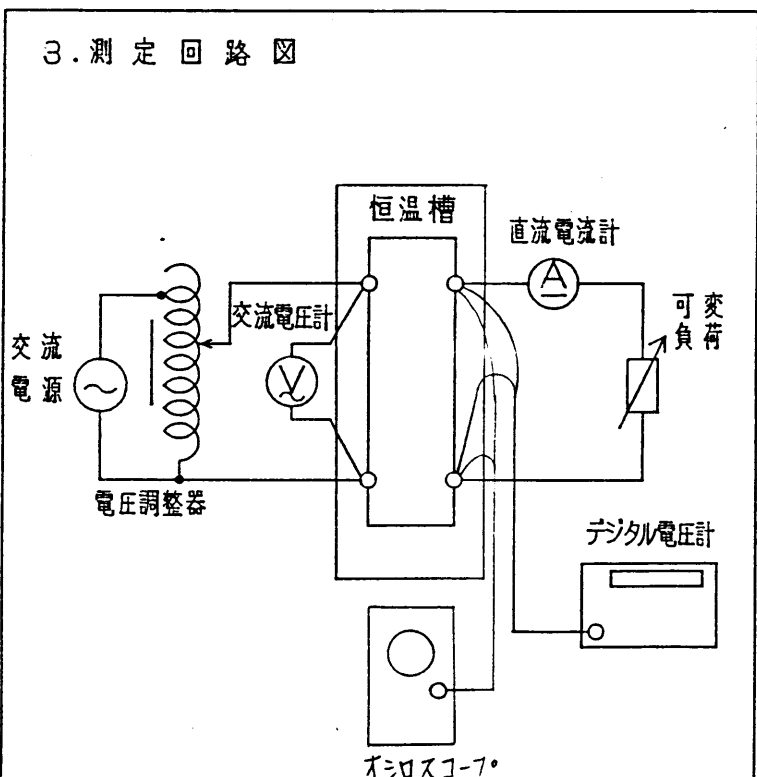 3.測定回路図
恒温槽
直流電流計
A
交流電圧計
V
可変
負荷
交流
電源
電圧調整器
デジタル電圧計
オシロスコープ